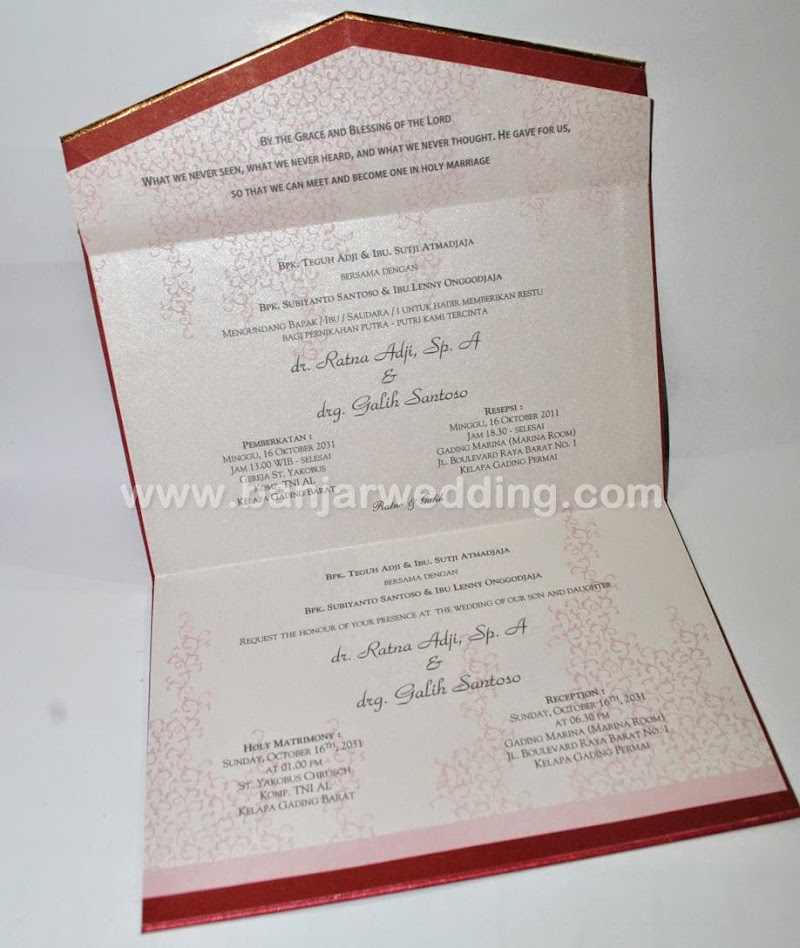 By the Grace and Blessing of the Lord
What we never seen, what we never heard, and what we never thought. He gave for us,
so that we can meet and become one in holy marriage
Bpk. Teguh Adji & Ibu. Sutji Atmadjaja
bersama dengan
Bpk. Subiyanto Santoso & Ibu Lenny Onggodjaja
Mengundang Bapak / Ibu / Saudara / i untuk hadir memberikan restu
bagi pernikahan putra - putri kami tercinta
dr. Ratna Adji, Sp. A
&
drg. Galih Santoso
Pemberkatan :
Minggu, 16 Oktober 2031
Jam 13.00 WIB - selesai
Gereja St. Yakobus
Komp. TNI AL
Kelapa Gading Barat
Resepsi :
Minggu, 16 Oktober 2011
Jam 18.30 - selesai
Gading Marina (Marina Room)
Jl. Boulevard Raya Barat No. 1
Kelapa Gading Permai
www.banjarwedding.com
Ratna & Galih
Bpk. Teguh Adji & Ibu. Sutji Atmadjaja
bersama dengan
Bpk. Subiyanto Santoso & Ibu Lenny Onggodjaja
Request the honour of your presence at the wedding of our son and daughter
dr. Ratna Adji, Sp. A
&
drg. Galih Santoso
Holy Matrimony :
Sunday, October 16th, 2031
at 01.00 pm
St. Yakobus Chrusch
Komp. TNI AL
Kelapa Gading Barat
Reception :
Sunday, October 16th, 2031
at 06.30 pm
Gading Marina (Marina Room)
Jl. Boulevard Raya Barat No. 1
Kelapa Gading Permai